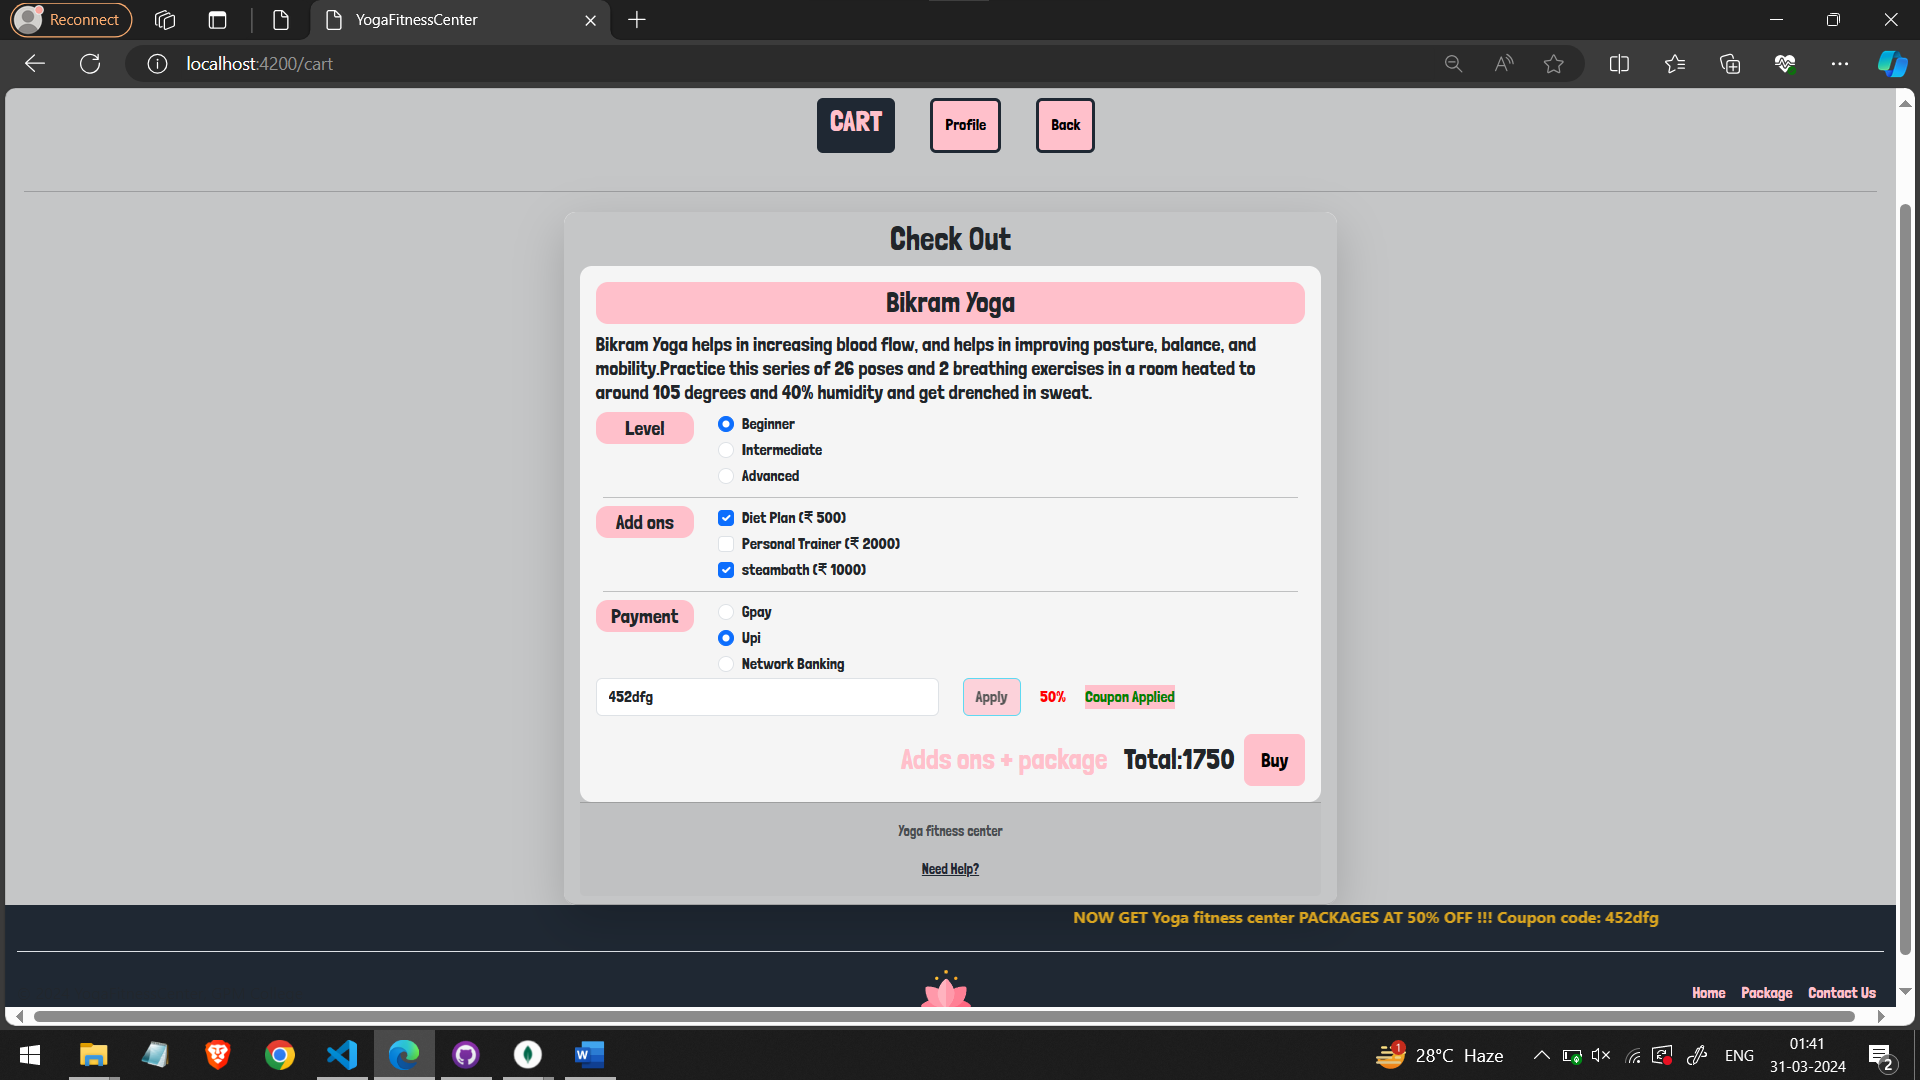 Reconnect
YogaFitnessCenter
localhost:4200/cart
CART
Profile
Back
Check Out
Bikram Yoga
Bikram Yoga helps in increasing blood flow, and helps in improving posture, balance, and
mobility.Practice this series of 26 poses and 2 breathing exercises in a room heated to
around 105 degrees and 40% humidity and get drenched in sweat.
Level
Beginner
Intermediate
Advanced
Add ons
Diet Plan (₹ 500)
Personal Trainer (₹ 2000)
steambath (₹ 1000)
Payment
Gpay
Upi
Network Banking
452dfg
Apply
50%
Coupon Applied
Adds ons + package Total:1750
Buy
Yoga fitness center
Need Help?
NOW GET Yoga fitness center PACKAGES AT 50% OFF !!! Coupon code: 452dfg
Home Package Contact Us
1
28°C Haze
ENG
01:41
31-03-2024
2